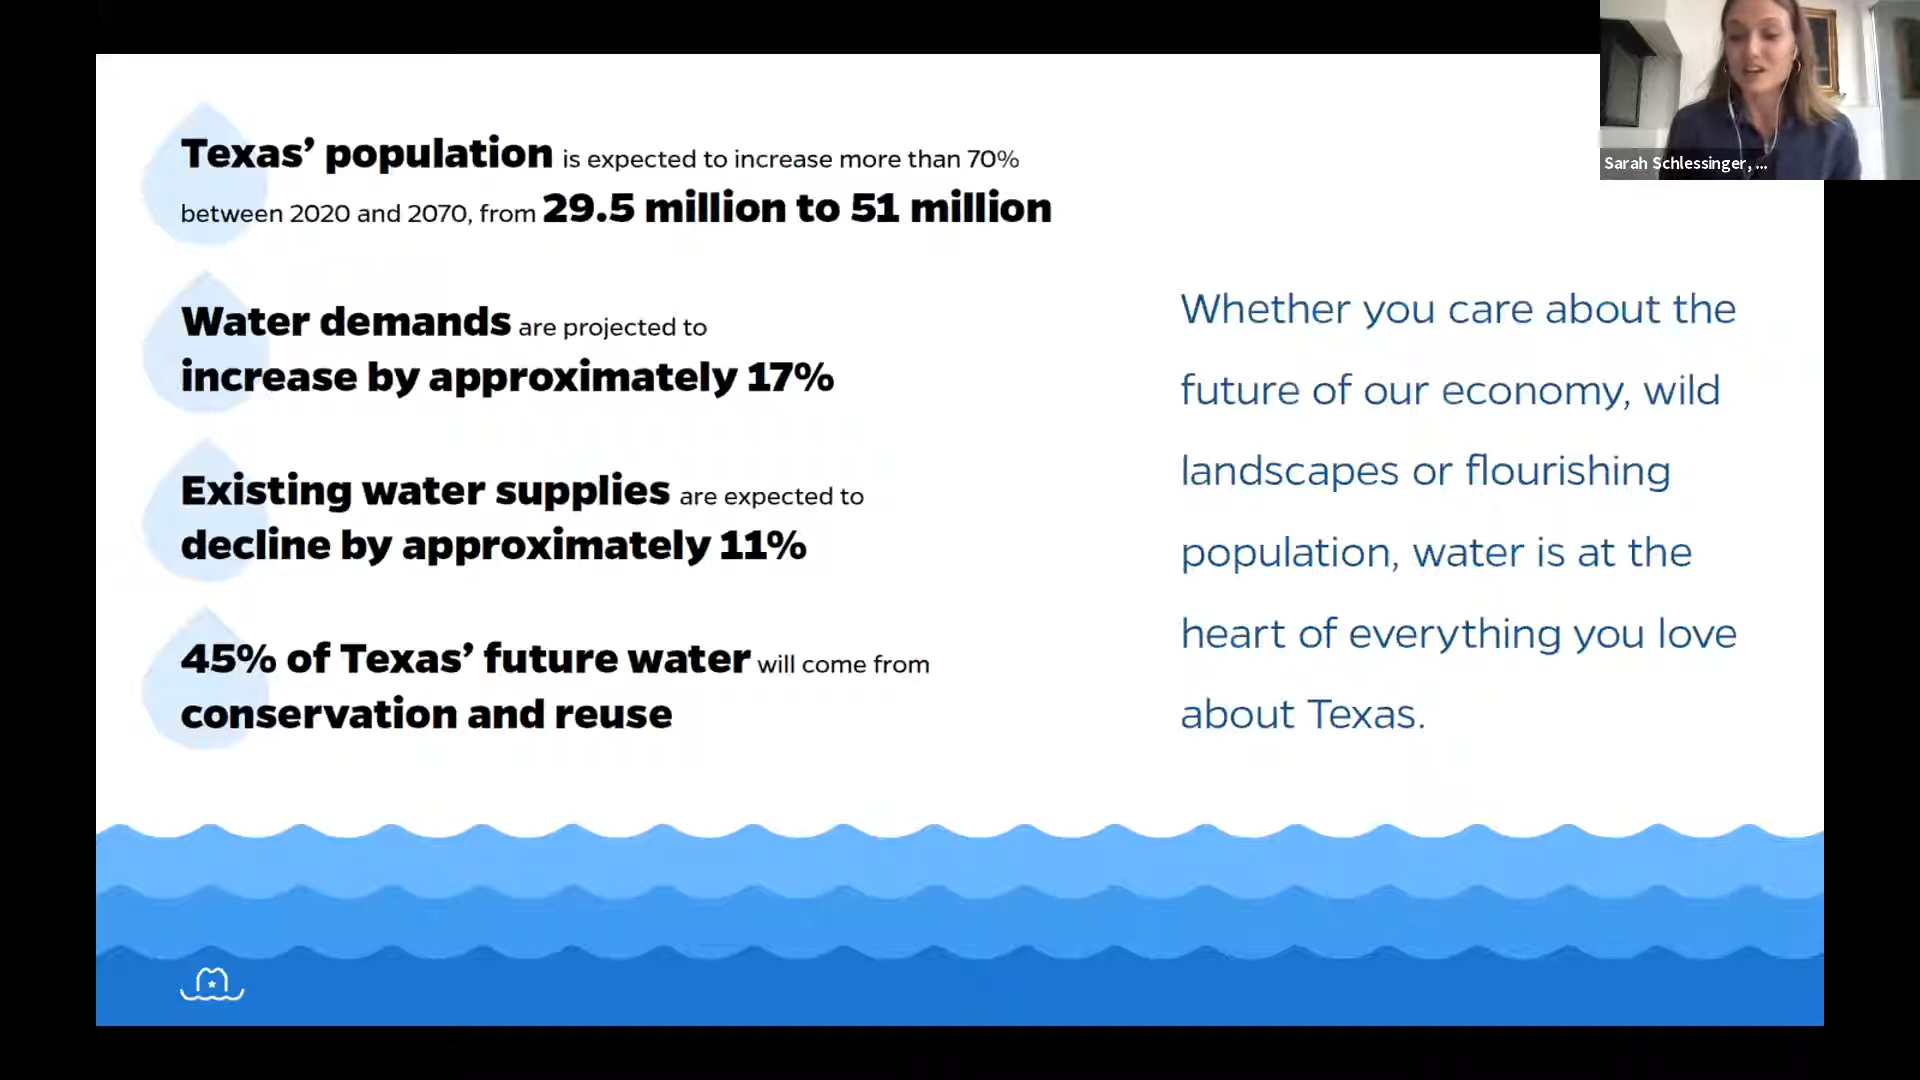 Texas’ population is expected to increase more than 70%
between 2020 and 2070, from 29.5 million to 51 million
Water demands are projected to
increase by approximately 17%
Existing water supplies are expected to
decline by approximately 11%
45% of Texas’ future water will come from
conservation and reuse
Whether you care about the
future of our economy, wild
landscapes or flourishing
population, water is at the
heart of everything you love
about Texas.
Sarah Schlessinger, ...